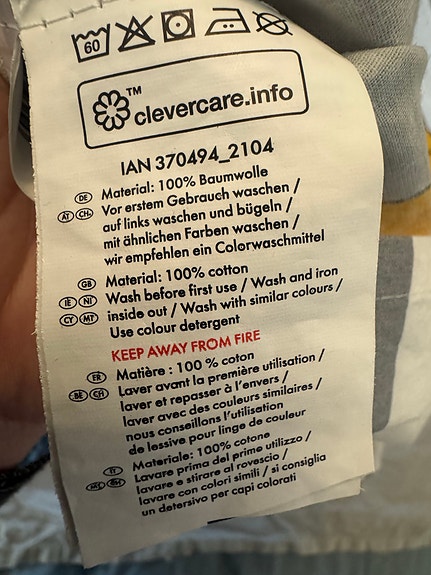 60
™
clevercare.info
IAN 370494_2104
DE Material: 100% Baumwolle
AT CH Vor erstem Gebrauch waschen /
auf links waschen und bügeln /
mit ähnlichen Farben waschen /
wir empfehlen ein Colorwaschmittel
GB Material: 100% cotton
IE NI Wash before first use / Wash and iron
CY MT inside out / Wash with similar colours /
Use colour detergent
KEEP AWAY FROM FIRE
FR Matière : 100 % coton
BE CH Laver avant la première utilisation /
laver et repasser à l'envers /
laver avec des couleurs similaires /
nous conseillons l'utilisation
de lessive pour linge de couleur
Materiale: 100% cotone
Lavare prima del primo utilizzo /
lavare e stirare al rovescio /
lavare con colori simili / si consiglia
un detersivo per capi colorati